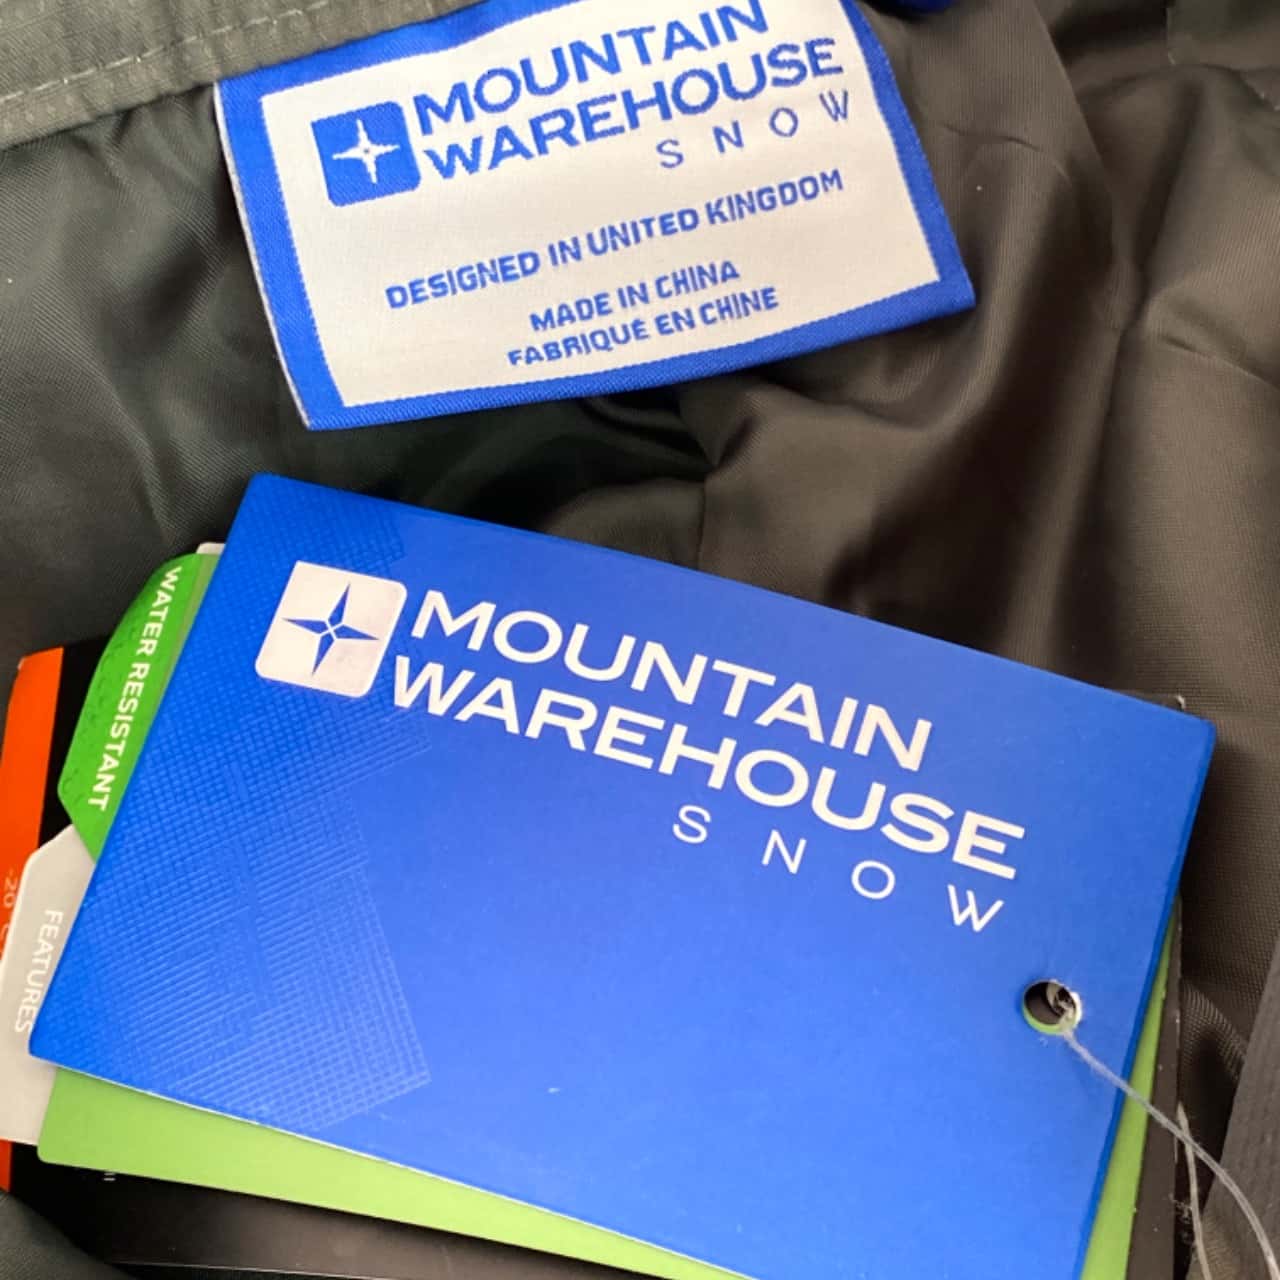 MOUNTAIN
WAREHOUSE
SNOW
DESIGNED IN UNITED KINGDOM
MADE IN CHINA
FABRIQUÉ EN CHINE
MOUNTAIN
WAREHOUSE
SNOW
WATER RESISTANT
FEATURES